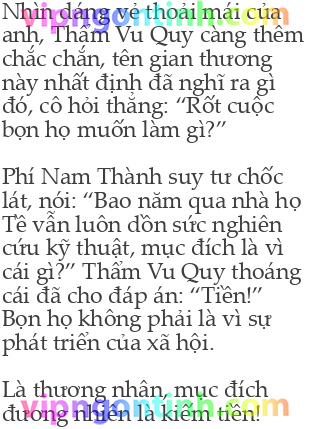 vipngontinh.com
Nhìn dáng vẻ thoải mái của
anh, Thẩm Vu Quy càng thêm
chắc chắn, tên gian thương
này nhất định đã nghĩ ra gì
đó, cô hỏi thẳng: “Rốt cuộc
bọn họ muốn làm gì?”
Phí Nam Thành suy tư chốc
lát, nói: “Bao năm qua nhà họ
Tề vẫn luôn dồn sức nghiên
cứu kỹ thuật, mục đích là vì
cái gì?” Thẩm Vu Quy thoáng
cái đã cho đáp án: “Tiền!”
Bọn họ không phải là vì sự
phát triển của xã hội.
Là thương nhân, mục đích
đương nhiên là kiếm tiền!
vipngontinh.com